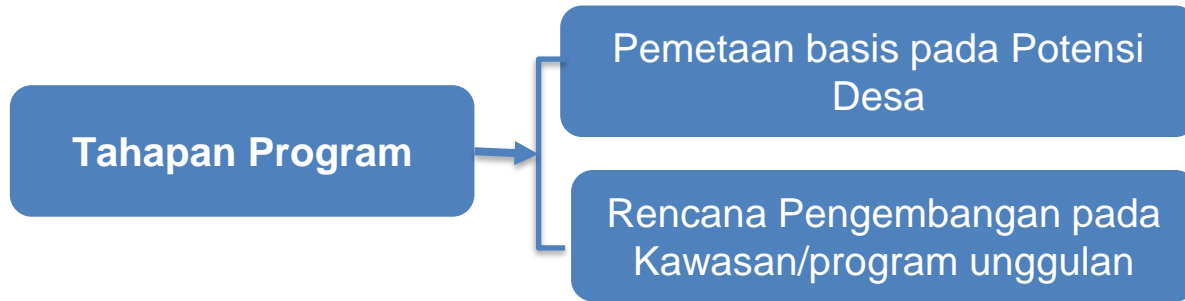 Tahapan Program
Pemetaan basis pada Potensi
Desa
Rencana Pengembangan pada
Kawasan/program unggulan